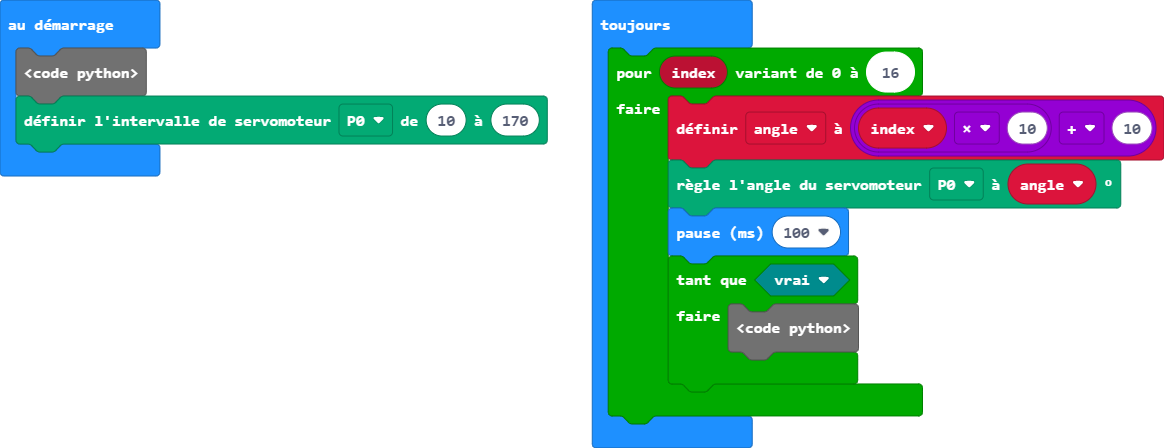 au démarrage
<code python>
définir l'intervalle de servomoteur P0 de 10 à 170
toujours
pour index variant de 0 à 16
faire
définir angle à index × 10 + 10
règle l'angle du servomoteur P0 à angle º
pause (ms) 100
tant que vrai
faire
<code python>